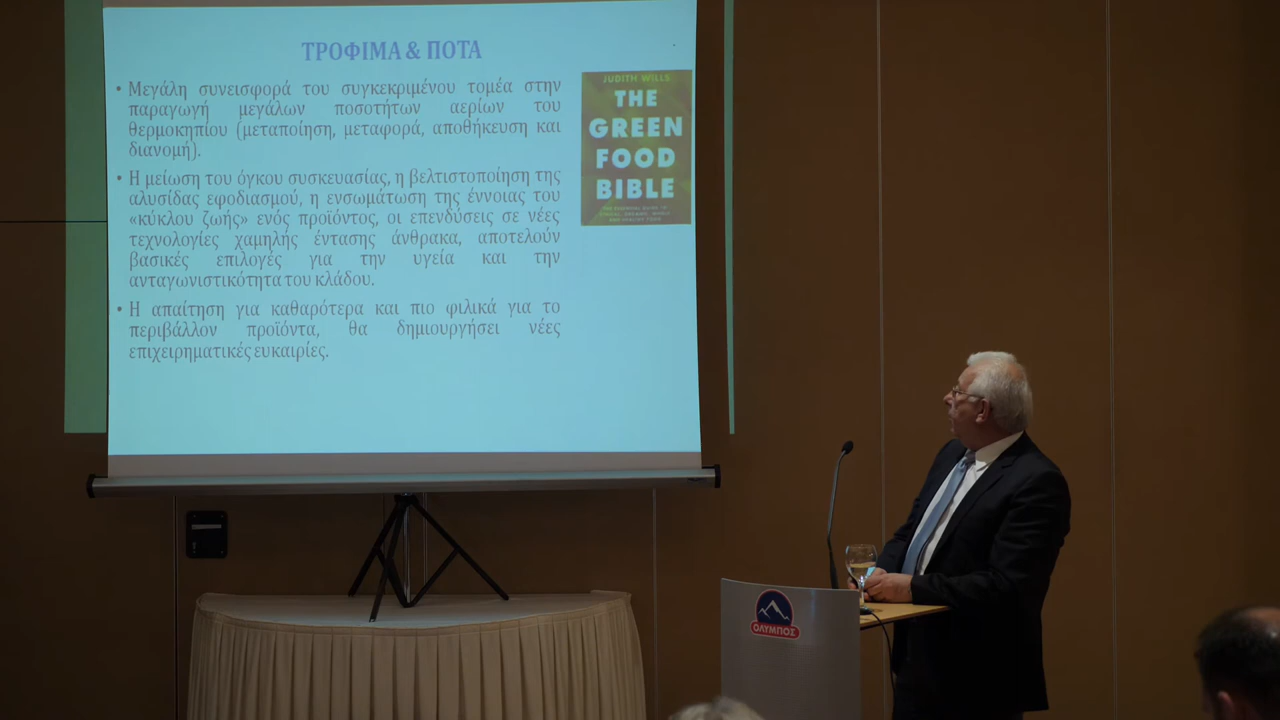 ΤΡΟΦΙΜΑ & ΠΟΤΑ
• Μεγάλη συνεισφορά του συγκεκριμένου τομέα στην
παραγωγή μεγάλων ποσοτήτων αερίων του
θερμοκηπίου (μεταποίηση, μεταφορά, αποθήκευση και
διανομή).
• Η μείωση του όγκου συσκευασίας, η βελτιστοποίηση της
αλυσίδας εφοδιασμού, η ενσωμάτωση της έννοιας του
«κύκλου ζωής» ενός προϊόντος, οι επενδύσεις σε νέες
τεχνολογίες χαμηλής έντασης άνθρακα, αποτελούν
βασικές επιλογές για την υγεία και την
ανταγωνιστικότητα του κλάδου.
• Η απαίτηση για καθαρότερα και πιο φιλικά για το
περιβάλλον προϊόντα, θα δημιουργήσει νέες
επιχειρηματικές ευκαιρίες.
JUDITH WILLS
THE
GREEN
FOOD
BIBLE
ΟΛΥΜΠΟΣ